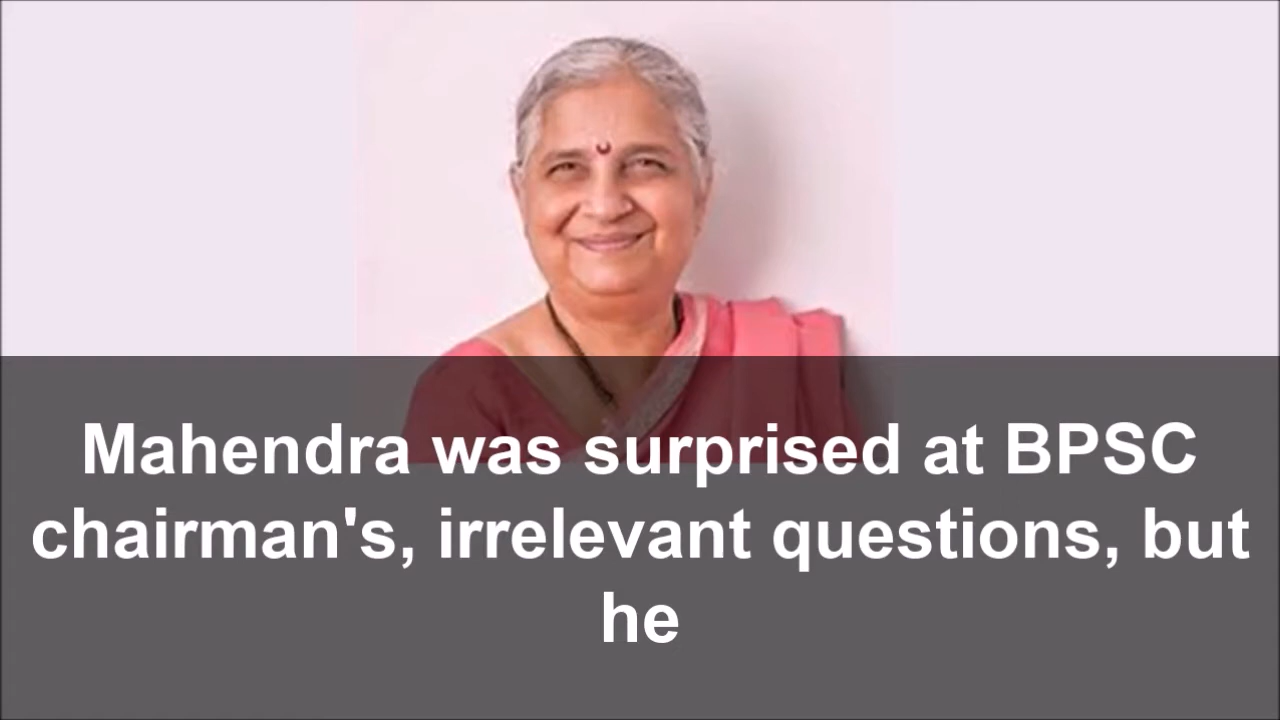 Mahendra was surprised at BPSC
chairman's, irrelevant questions, but
he